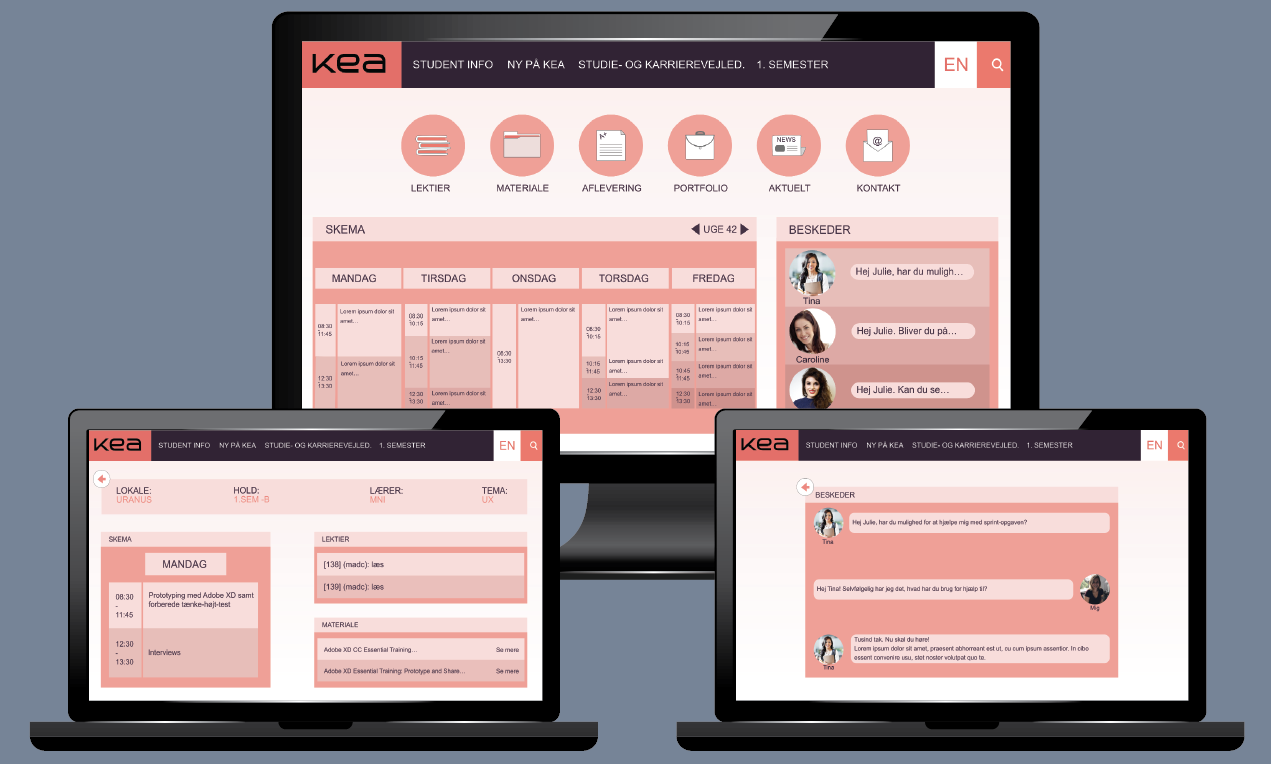 kea
STUDENT INFO NY PÅ KEA STUDIE- OG KARRIEREVEJLED. 1. SEMESTER
EN
LEKTIER
MATERIALE
A+
AFLEVERING
PORTFOLIO
NEWS
AKTUELT
@
KONTAKT
SKEMA
UGE 42
MANDAG
TIRSDAG
ONSDAG
TORSDAG
FREDAG
08:30
-
11:45
Lorem ipsum dolor sit
amet...
12:30
-
13:30
Lorem ipsum dolor sit
amet...
08:30
-
10:15
Lorem ipsum dolor sit
amet...
10:15
-
11:45
Lorem ipsum dolor sit
amet...
12:30
-
13:30
Lorem ipsum dolor sit
amet...
08:30
-
13:30
Lorem ipsum dolor sit
amet...
08:30
-
10:15
Lorem ipsum dolor sit
amet...
10:15
-
11:45
Lorem ipsum dolor sit
amet...
12:30
-
13:30
Lorem ipsum dolor sit
amet...
08:30
-
10:15
Lorem ipsum dolor sit
amet...
10:15
-
10:45
Lorem ipsum dolor sit
amet...
10:45
-
11:45
Lorem ipsum dolor sit
amet...
12:30
-
13:30
Lorem ipsum dolor sit
amet...
BESKEDER
Hej Julie, har du muligh...
Tina
Hej Julie. Bliver du på...
Caroline
Hej Julie. Kan du se...
kea
STUDENT INFO NY PÅ KEA STUDIE- OG KARRIEREVEJLED. 1. SEMESTER
EN
LOKALE:
URANUS
HOLD:
1.SEM -B
LÆRER:
MNI
TEMA:
UX
SKEMA
MANDAG
08:30
-
11:45
Prototyping med Adobe XD samt
forberede tænke-højt-test
12:30
-
13:30
Interviews
LEKTIER
[138] (madc): læs
[139] (madc): læs
MATERIALE
Adobe XD CC Essential Training... Se mere
Adobe XD Essential Training: Prototype and Share... Se mere
kea
STUDENT INFO NY PÅ KEA STUDIE- OG KARRIEREVEJLED. 1. SEMESTER
EN
BESKEDER
Hej Julie, har du mulighed for at hjælpe mig med sprint-opgaven?
Tina
Hej Tina! Selvfølgelig har jeg det, hvad har du brug for hjælp til?
Mig
Tusind tak. Nu skal du høre!
Lorem ipsum dolor sit amet, praesent abhorreant est ut, cu cum ipsum assentior. In cibo
essent convenire usu, stet noster volutpat quo te.
Tina